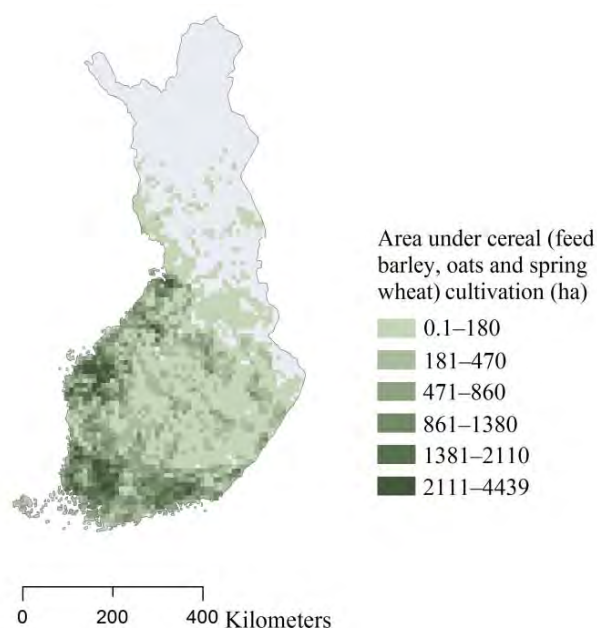 Area under cereal (feed
barley, oats and spring
wheat) cultivation (ha)
0.1–180
181–470
471–860
861–1380
1381–2110
2111–4439
0 200 400 Kilometers